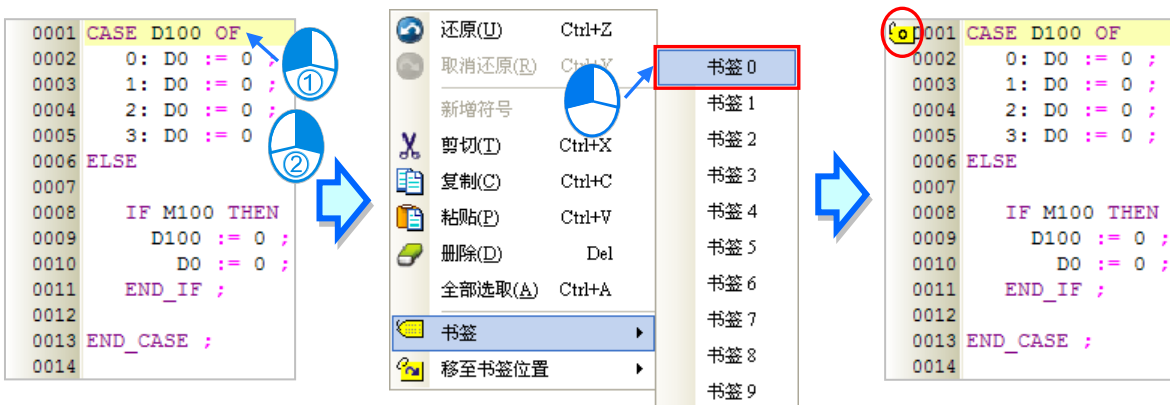 0001 CASE D100 OF
0002 0: D0 := 0 ;
0003 1: D0 := 0 ;
0004 2: D0 := 0 ;
0005 3: D0 := 0
0006 ELSE
0007
0008 IF M100 THEN
0009 D100 := 0 ;
0010 D0 := 0 ;
0011 END_IF ;
0012
0013 END_CASE ;
0014
①
②
还原(U) Ctrl+Z
取消还原(R) Ctrl+Y
新增符号
剪切(T) Ctrl+X
复制(C) Ctrl+C
粘贴(P) Ctrl+V
删除(D) Del
全部选取(A) Ctrl+A
书签
移至书签位置
书签 0
书签 1
书签 2
书签 3
书签 4
书签 5
书签 6
书签 7
书签 8
书签 9
0001 CASE D100 OF
0002 0: D0 := 0 ;
0003 1: D0 := 0 ;
0004 2: D0 := 0 ;
0005 3: D0 := 0 ;
0006 ELSE
0007
0008 IF M100 THEN
0009 D100 := 0 ;
0010 D0 := 0 ;
0011 END_IF ;
0012
0013 END_CASE ;
0014